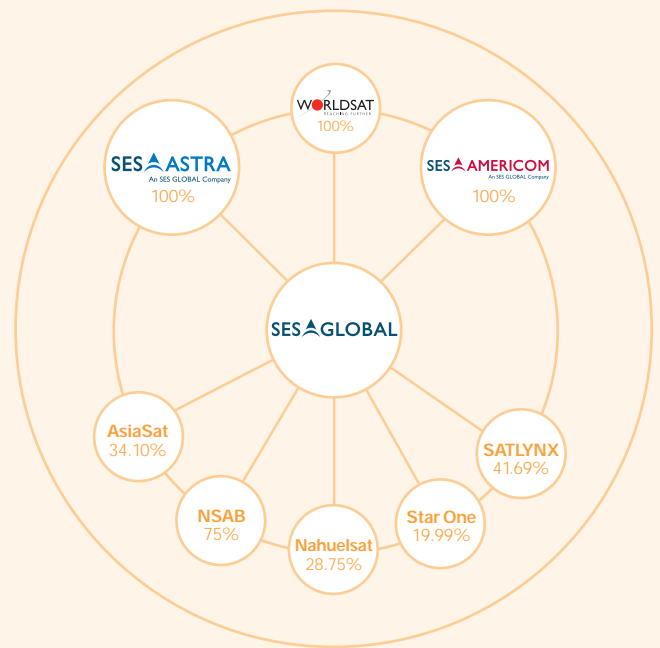 WORLDSAT
REACHING FURTHER
100%
SES ASTRA
An SES GLOBAL Company
100%
SES AMERICOM
An SES GLOBAL Company
100%
SES GLOBAL
AsiaSat
34.10%
SATLYNX
41.69%
NSAB
75%
Star One
19.99%
Nahuelsat
28.75%